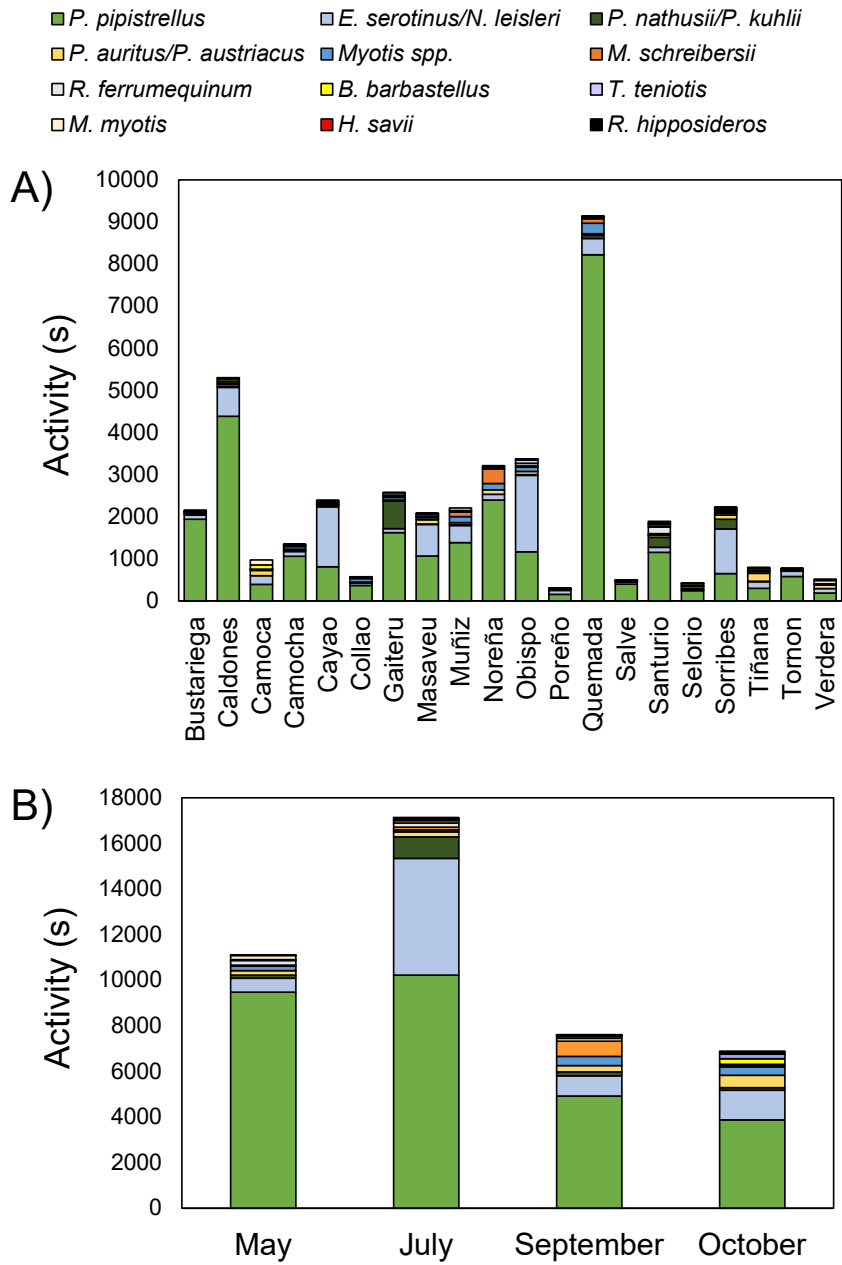 P. pipistrellus E. serotinus/N. leisleri P. nathusii/P. kuhlii
P. auritus/P. austriacus Myotis spp. M. schreibersii
R. ferrumequinum B. barbastellus T. teniotis
M. myotis H. savii R. hipposideros
A)
10000
9000
8000
7000
6000
5000
4000
3000
2000
1000
0
Activity (s)
Bustariega
Caldones
Camoca
Camocha
Cayao
Collao
Gaiteru
Masaveu
Muñiz
Noreña
Obispo
Poreño
Quemada
Salve
Santurio
Selorio
Sorribes
Tiñana
Tornon
Verdera
B)
18000
16000
14000
12000
10000
8000
6000
4000
2000
0
Activity (s)
May July September October